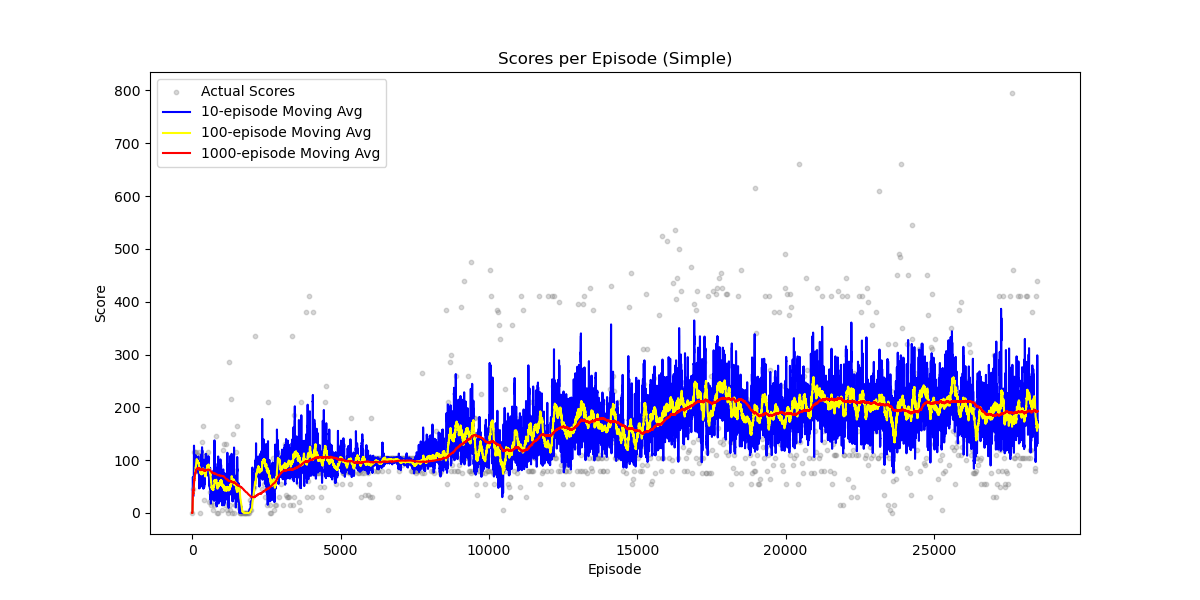 Scores per Episode (Simple)
Actual Scores
10-episode Moving Avg
100-episode Moving Avg
1000-episode Moving Avg
800
700
600
500
400
300
200
100
0
Score
0 5000 10000 15000 20000 25000
Episode